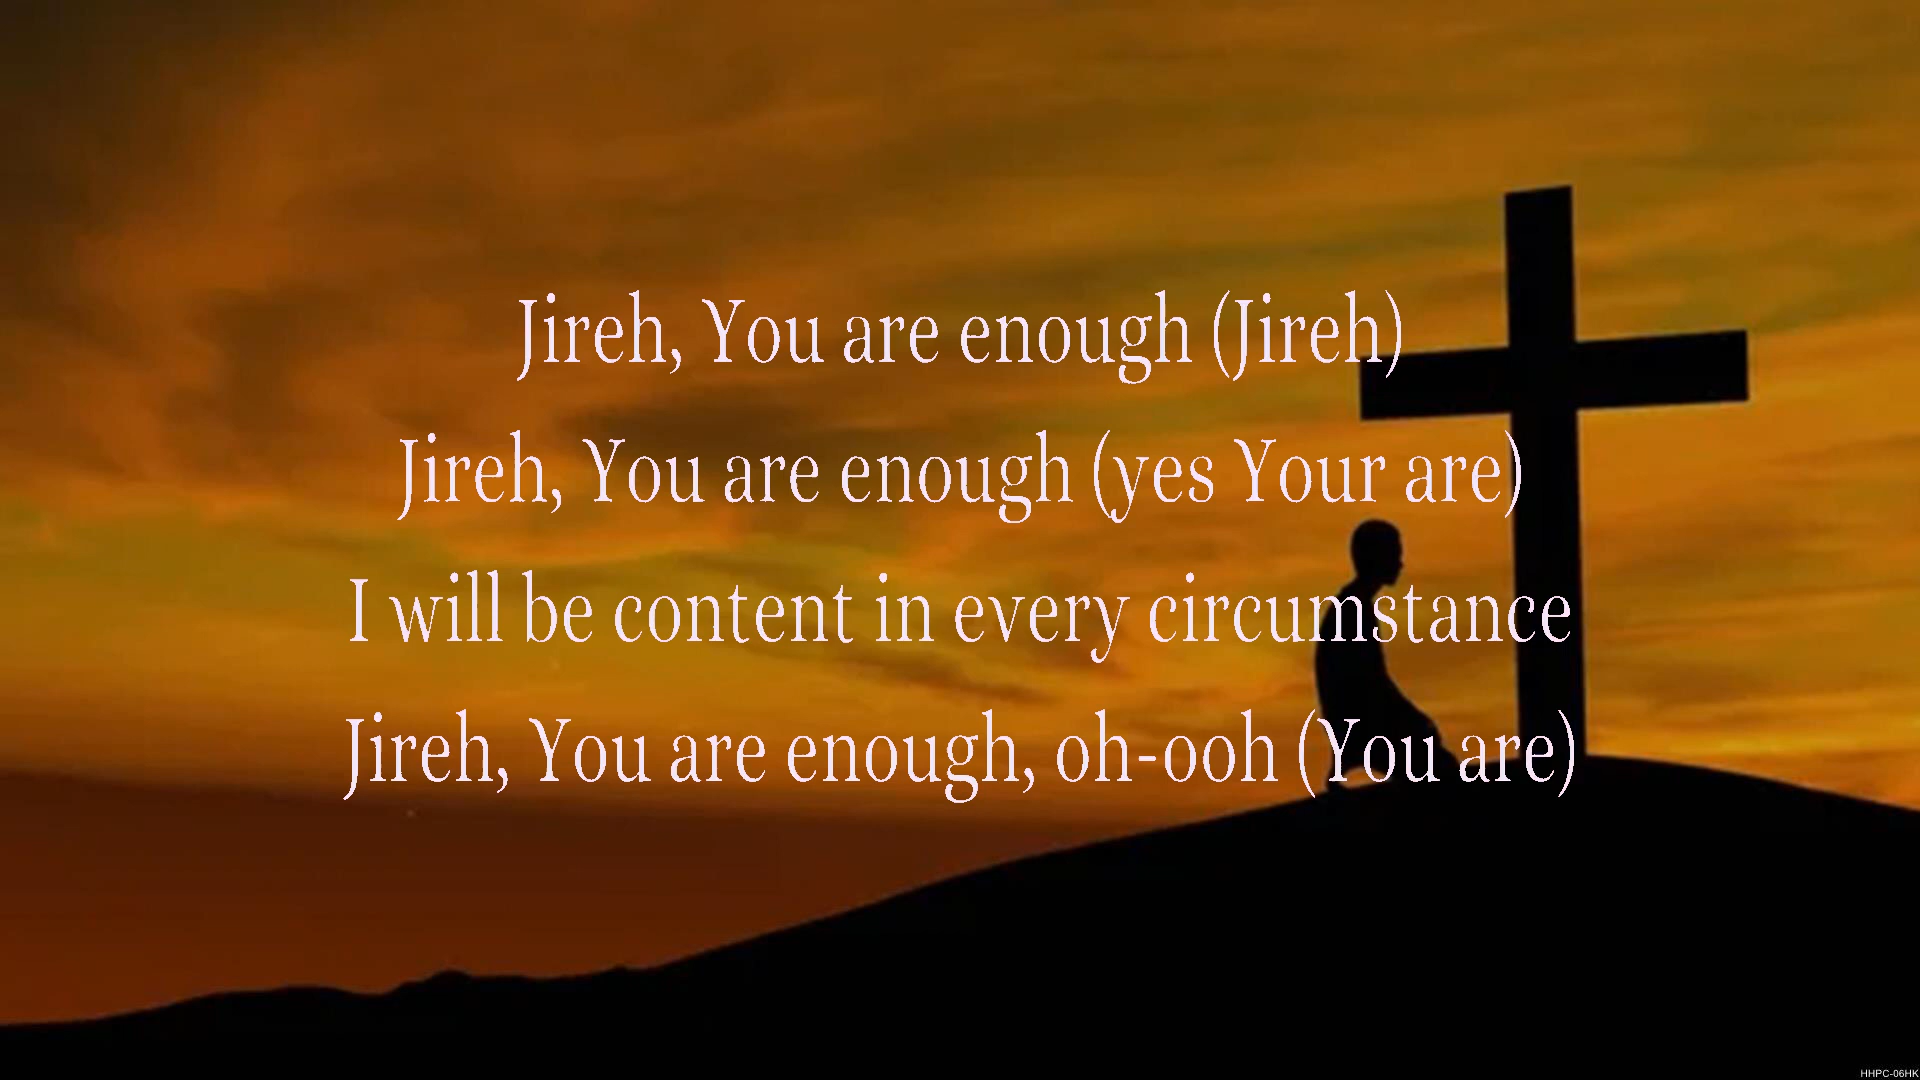 Jireh, You are enough (Jireh)
Jireh, You are enough (yes Your are)
I will be content in every circumstance
Jireh, You are enough, oh-ooh (You are)
HHPC-06HK